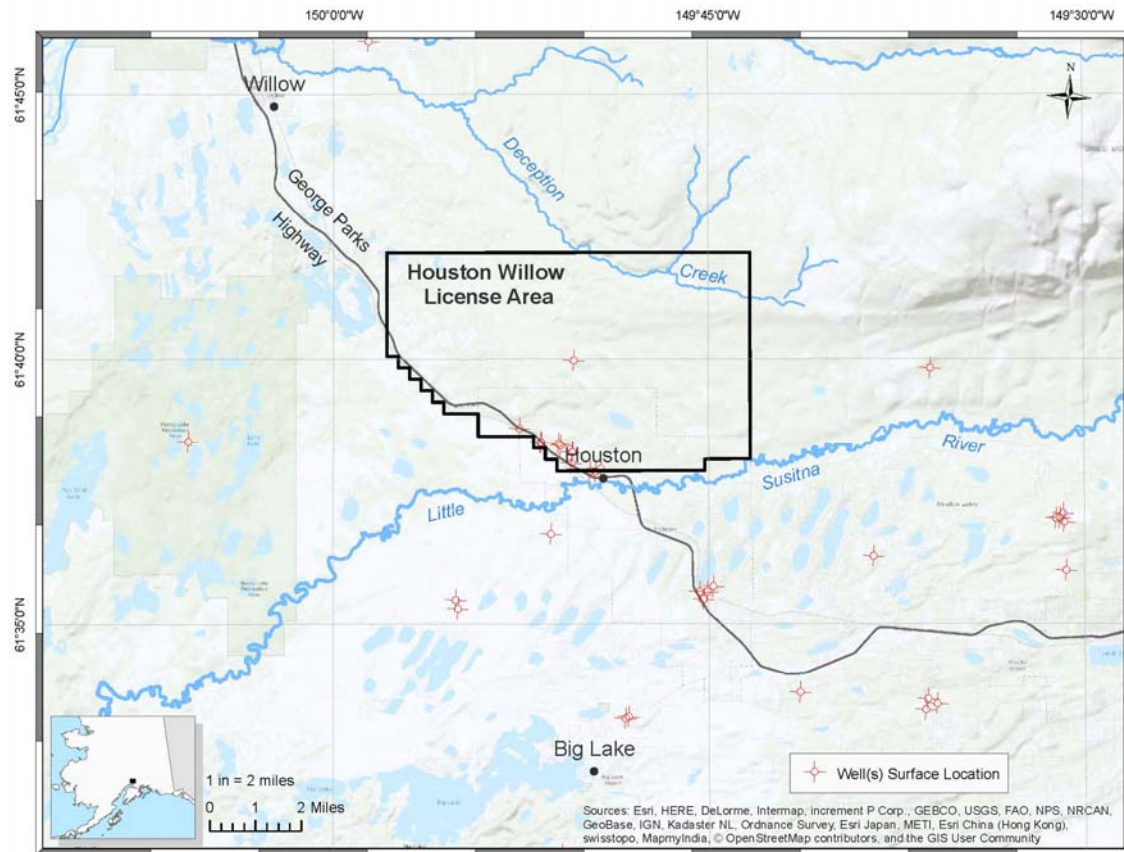 150°0'0"W
149°45'0"W
149°30'0"W
61°45'0"N
61°40'0"N
61°35'0"N
N
Willow
George Parks
Highway
Deception
Creek
Houston Willow
License Area
Houston
Little
Susitna
River
Big Lake
1 in = 2 miles
0 1 2 Miles
Well(s) Surface Location
Sources: Esri, HERE, DeLorme, Intermap, increment P Corp., GEBCO, USGS, FAO, NPS, NRCAN,
GeoBase, IGN, Kadaster NL, Ordnance Survey, Esri Japan, METI, Esri China (Hong Kong),
swisstopo, MapmyIndia, © OpenStreetMap contributors, and the GIS User Community